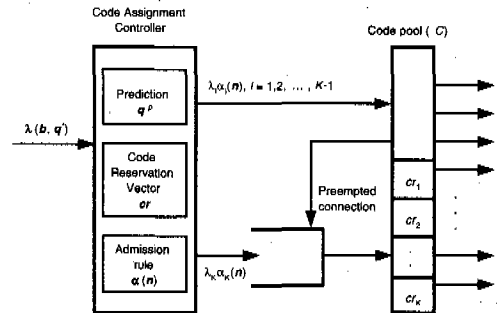 Code Assignment
Controller
Code pool ( C)
Prediction
q^p
λ_iα_i(n), i = 1,2, ... , K-1
λ(b, q')
Code
Reservation
Vector
cr
Preempted
connection
cr_1
cr_2
Admission
rule
α(n)
λ_Kα_K(n)
cr_K